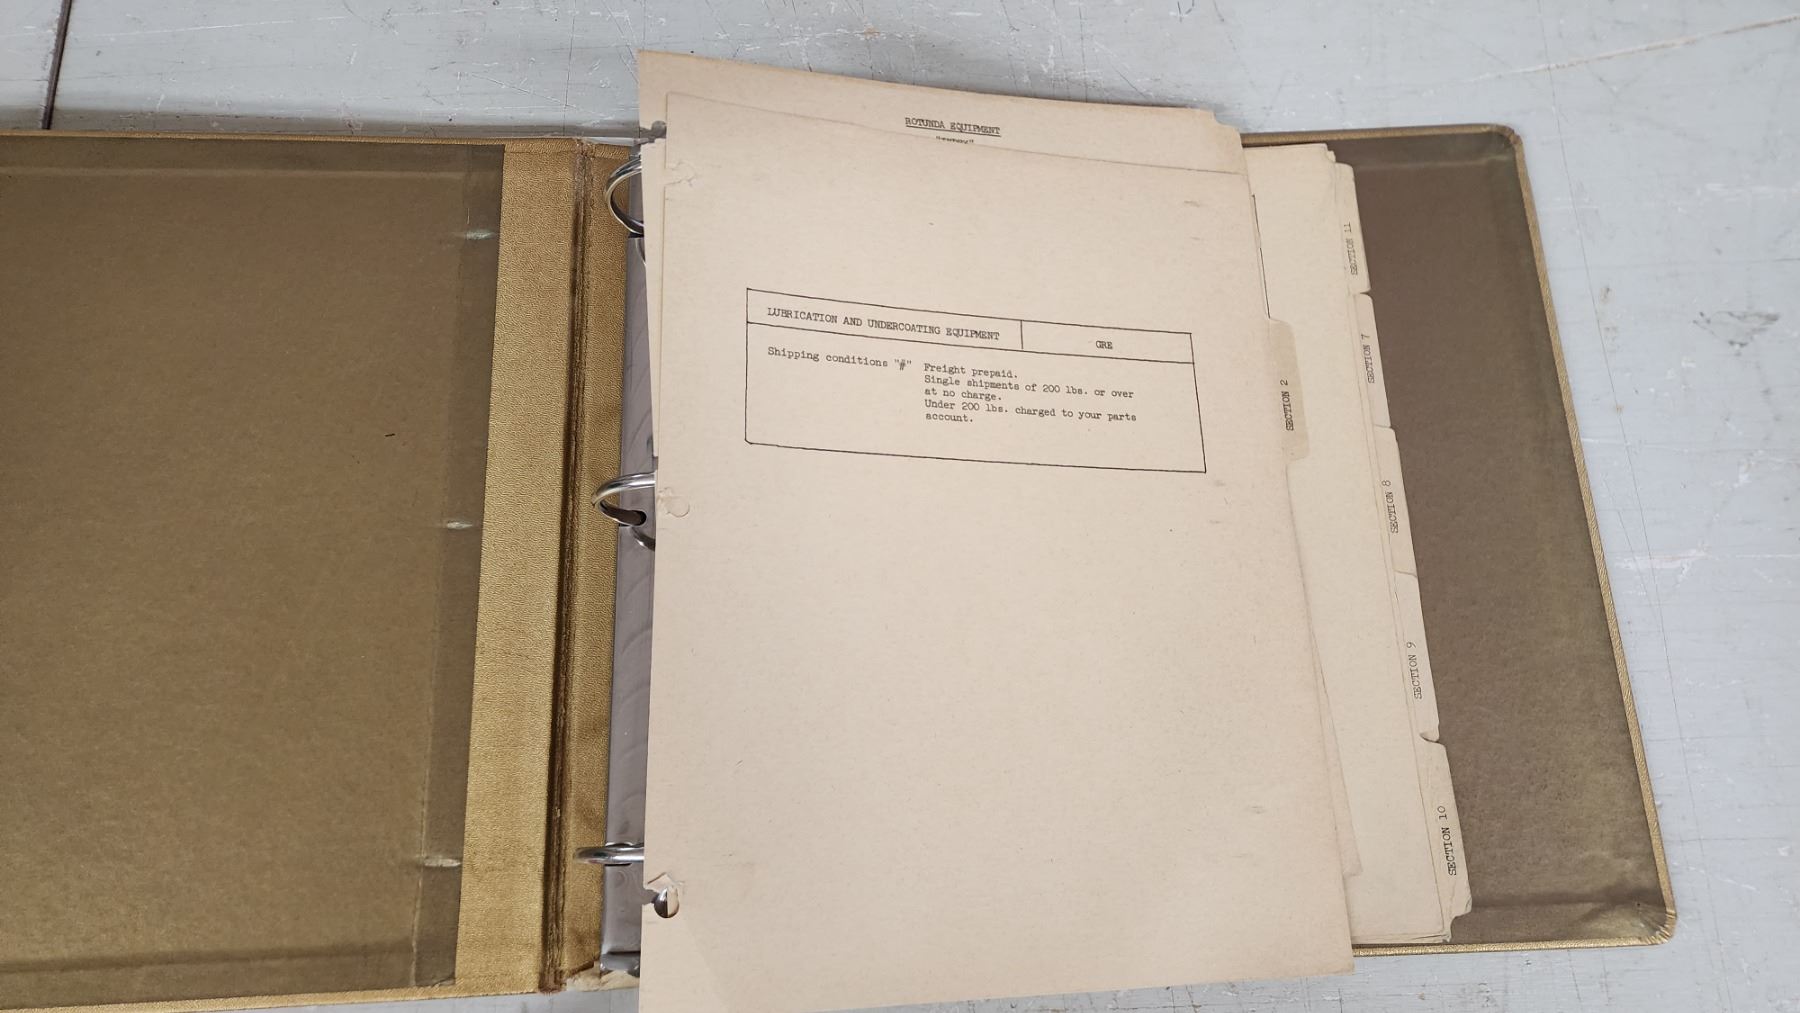 ROTUNDA EQUIPMENT
LUBRICATION AND UNDERCOATING EQUIPMENT
GRE
Shipping conditions "#" Freight prepaid.
Single shipments of 200 lbs. or over
at no charge.
Under 200 lbs. charged to your parts
account.
SECTION 2
SECTION 11
SECTION 7
SECTION 8
SECTION 9
SECTION 10